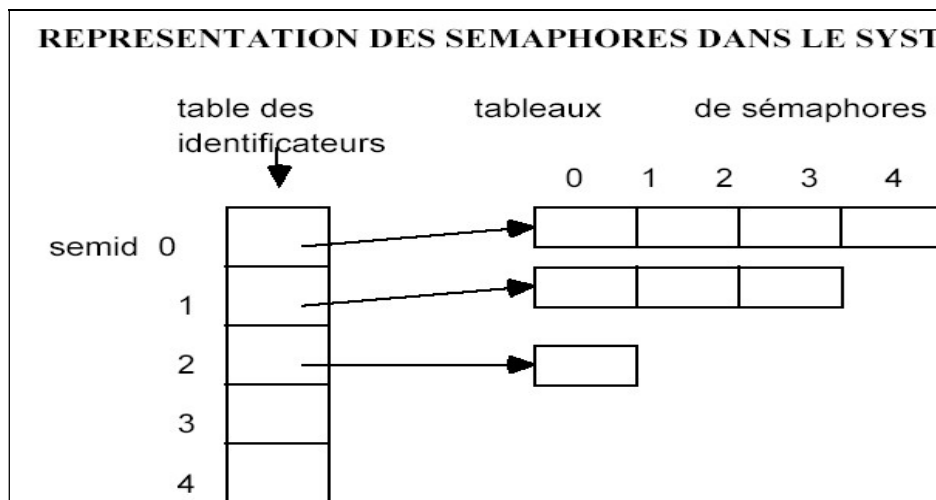 REPRESENTATION DES SEMAPHORES DANS LE SYST
table des
identificateurs
tableaux de sémaphores
0 1 2 3 4
semid 0
1
2
3
4